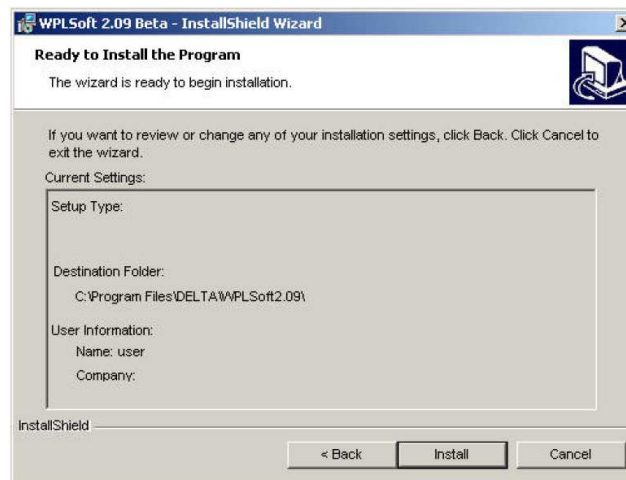 WPLSoft 2.09 Beta - InstallShield Wizard
Ready to Install the Program
The wizard is ready to begin installation.
If you want to review or change any of your installation settings, click Back. Click Cancel to
exit the wizard.
Current Settings:
Setup Type:
Destination Folder:
C:\Program Files\DELTA\WPLSoft2.09\
User Information:
Name: user
Company:
InstallShield
< Back
Install
Cancel